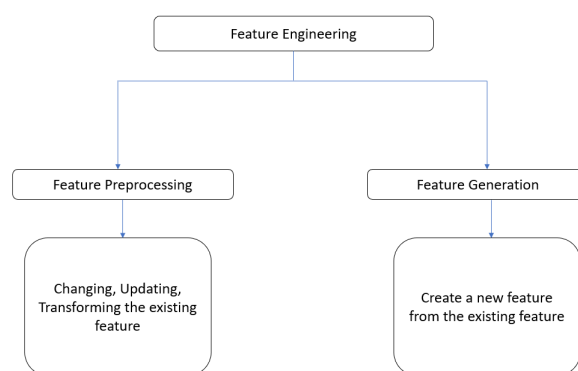 Feature Engineering
Feature Preprocessing
Feature Generation
Changing, Updating,
Transforming the existing
feature
Create a new feature
from the existing feature